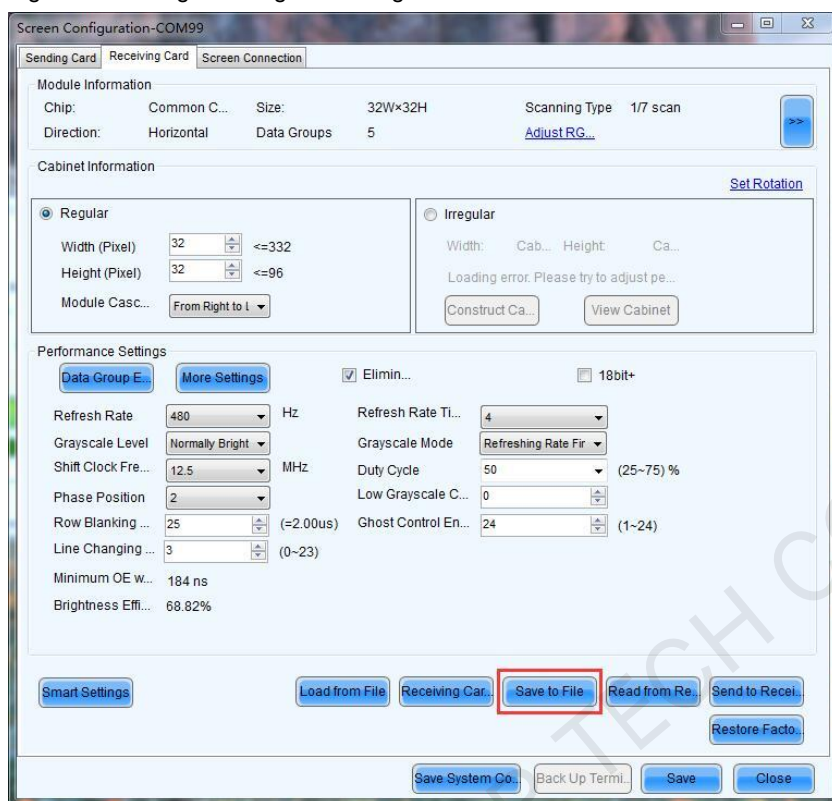 Screen Configuration-COM99
Sending Card Receiving Card Screen Connection
Module Information
Chip: Common C... Size: 32W×32H Scanning Type 1/7 scan
Direction: Horizontal Data Groups 5 Adjust RG...
>>
Cabinet Information
Set Rotation
Regular
Width (Pixel) 32 <=332
Height (Pixel) 32 <=96
Module Casc... From Right to L
Irregular
Width: Cab... Height: Ca...
Loading error. Please try to adjust pe...
Construct Ca... View Cabinet
Performance Settings
Data Group E... More Settings Elimin... 18bit+
Refresh Rate 480 Hz Refresh Rate Ti... 4
Grayscale Level Normally Bright Grayscale Mode Refreshing Rate Fir
Shift Clock Fre... 12.5 MHz Duty Cycle 50 (25~75) %
Phase Position 2 Low Grayscale C... 0
Row Blanking ... 25 (=2.00us) Ghost Control En... 24 (1~24)
Line Changing ... 3 (0~23)
Minimum OE w... 184 ns
Brightness Effi... 68.82%
Smart Settings Load from File Receiving Car... Save to File Read from Re... Send to Recei...
Restore Facto...
Save System Co... Back Up Termi... Save Close
TECH